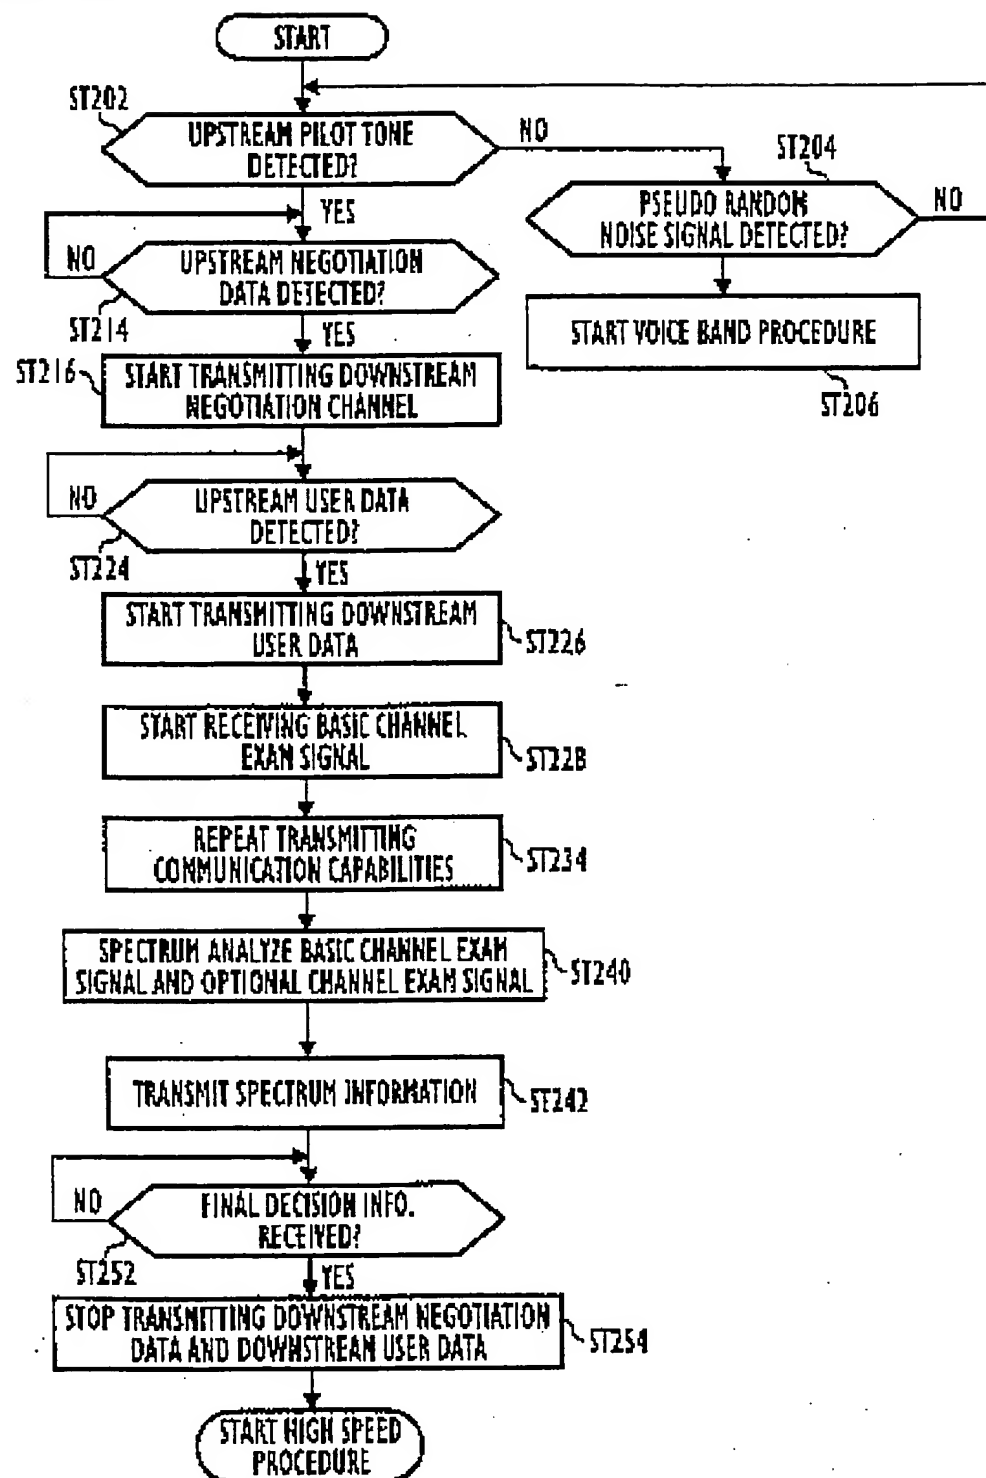 START
ST202
UPSTREAM PILOT TONE
DETECTED?
NO
ST204
PSEUDO RANDOM
NOISE SIGNAL DETECTED?
NO
YES
NO
UPSTREAM NEGOTIATION
DATA DETECTED?
ST214
YES
START VOICE BAND PROCEDURE
ST206
ST216
START TRANSMITTING DOWNSTREAM
NEGOTIATION CHANNEL
NO
UPSTREAM USER DATA
DETECTED?
ST224
YES
START TRANSMITTING DOWNSTREAM
USER DATA
ST226
START RECEIVING BASIC CHANNEL
EXAM SIGNAL
ST228
REPEAT TRANSMITTING
COMMUNICATION CAPABILITIES
ST234
SPECTRUM ANALYZE BASIC CHANNEL EXAM
SIGNAL AND OPTIONAL CHANNEL EXAM SIGNAL
ST240
TRANSMIT SPECTRUM INFORMATION
ST242
NO
FINAL DECISION INFO.
RECEIVED?
ST252
YES
STOP TRANSMITTING DOWNSTREAM NEGOTIATION
DATA AND DOWNSTREAM USER DATA
ST254
START HIGH SPEED
PROCEDURE